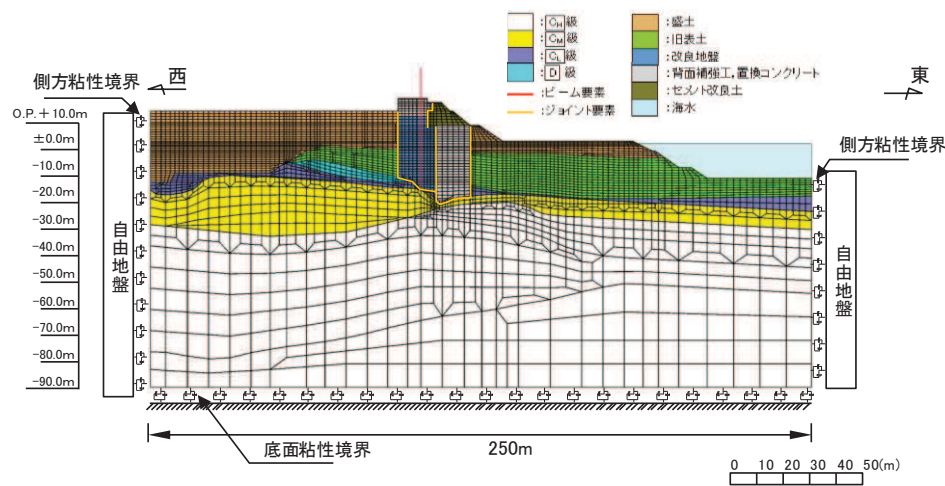 :CH級
:CM級
:CL級
:D級
:ビーム要素
:ジョイント要素
:盛土
:旧表土
:改良地盤
:背面補強工,置換コンクリート
:セメント改良土
:海水
側方粘性境界
西
東
側方粘性境界
O.P.+10.0m
±0.0m
-10.0m
-20.0m
-30.0m
-40.0m
-50.0m
-60.0m
-70.0m
-80.0m
-90.0m
自由地盤
自由地盤
250m
底面粘性境界
0 10 20 30 40 50(m)